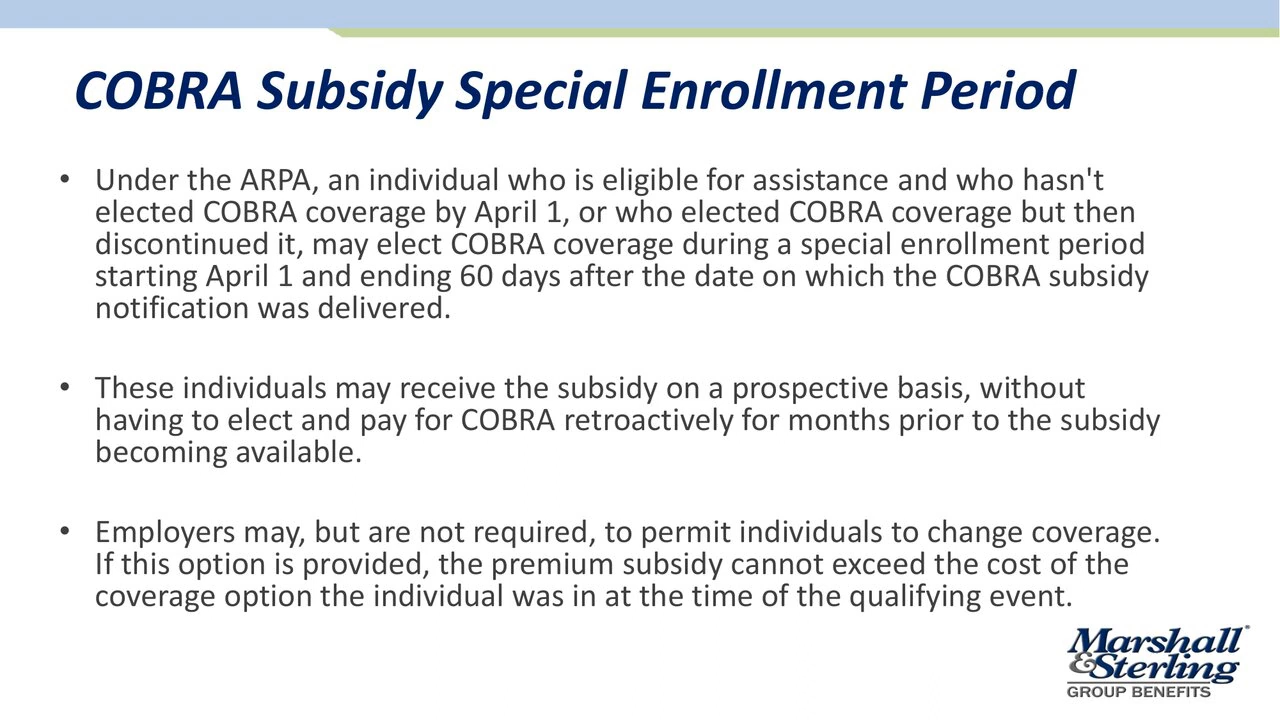 COBRA Subsidy Special Enrollment Period
• Under the ARPA, an individual who is eligible for assistance and who hasn't
elected COBRA coverage by April 1, or who elected COBRA coverage but then
discontinued it, may elect COBRA coverage during a special enrollment period
starting April 1 and ending 60 days after the date on which the COBRA subsidy
notification was delivered.
• These individuals may receive the subsidy on a prospective basis, without
having to elect and pay for COBRA retroactively for months prior to the subsidy
becoming available.
• Employers may, but are not required, to permit individuals to change coverage.
If this option is provided, the premium subsidy cannot exceed the cost of the
coverage option the individual was in at the time of the qualifying event.
Marshall
&Sterling
GROUP BENEFITS